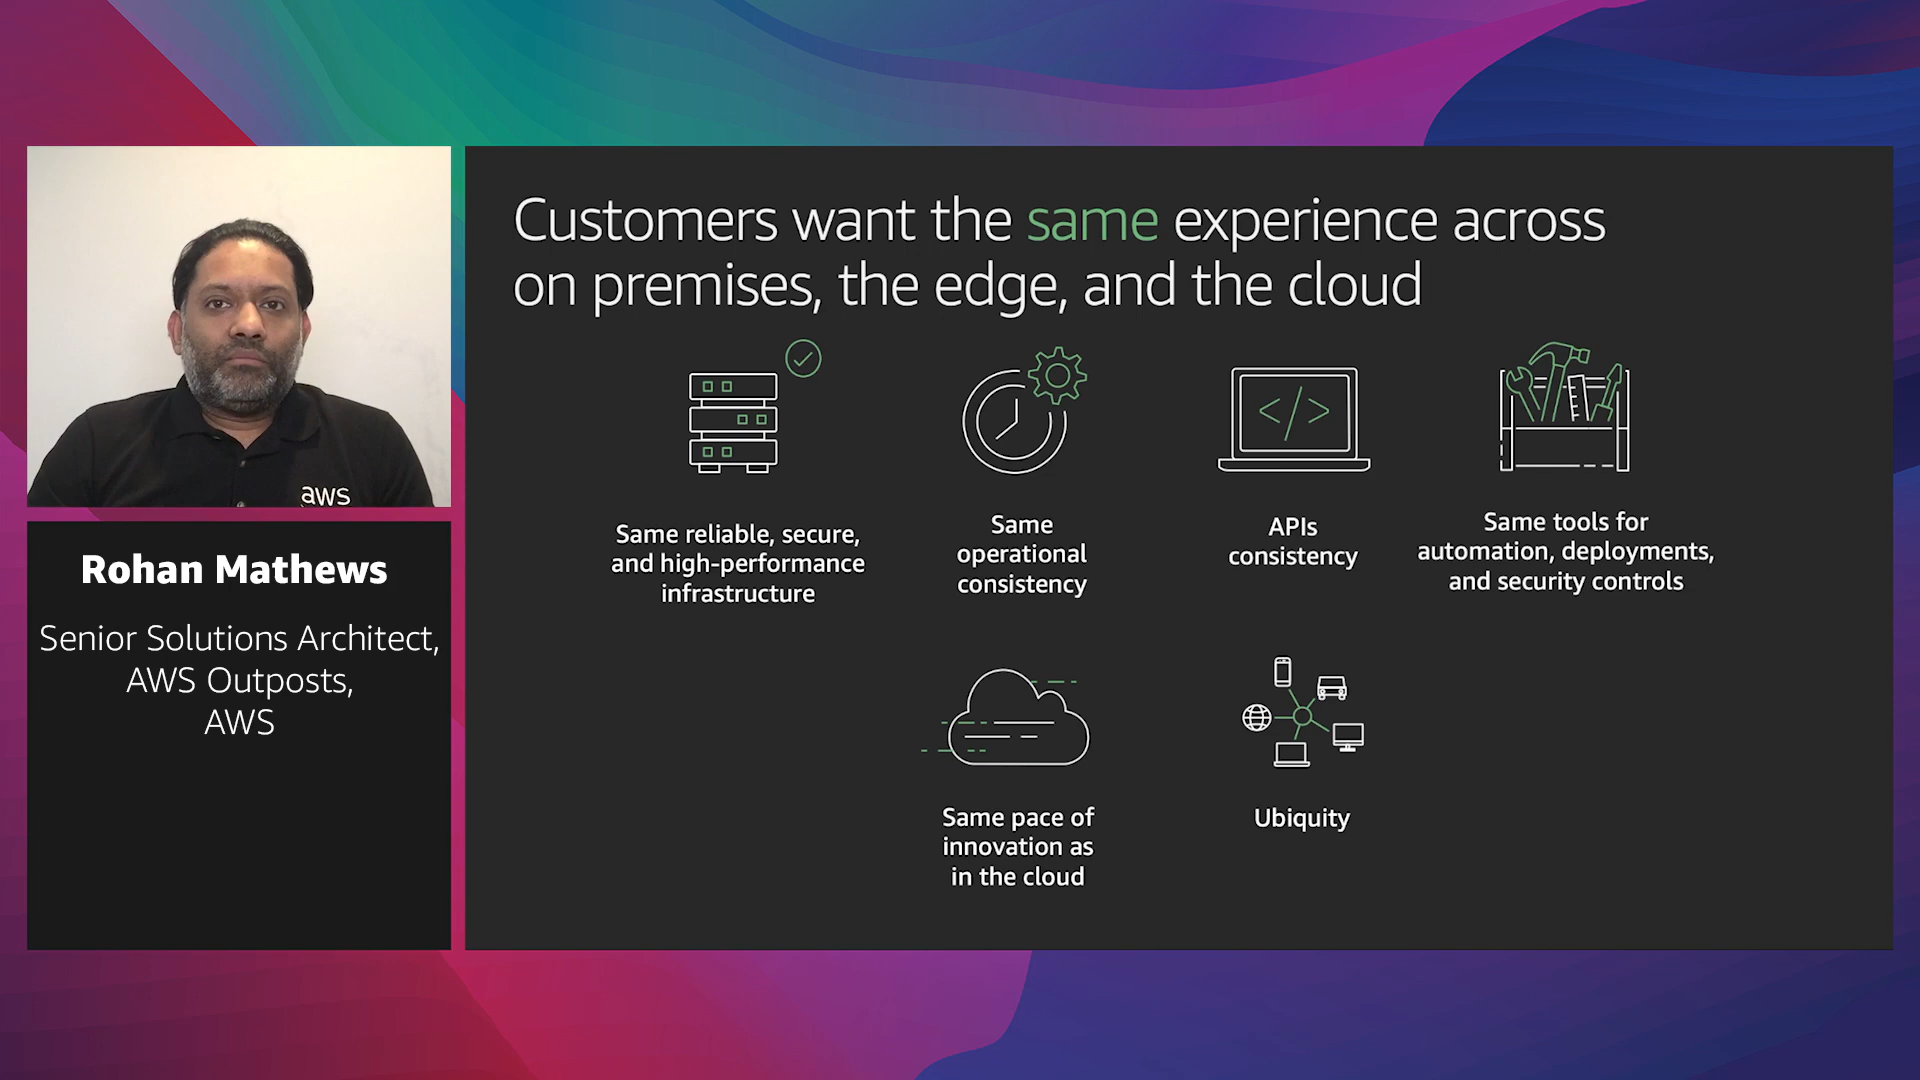 Customers want the same experience across
on premises, the edge, and the cloud
Same reliable, secure,
and high-performance
infrastructure
Same
operational
consistency
</>
APIs
consistency
Same tools for
automation, deployments,
and security controls
Same pace of
innovation as
in the cloud
Ubiquity
aws
Rohan Mathews
Senior Solutions Architect,
AWS Outposts,
AWS